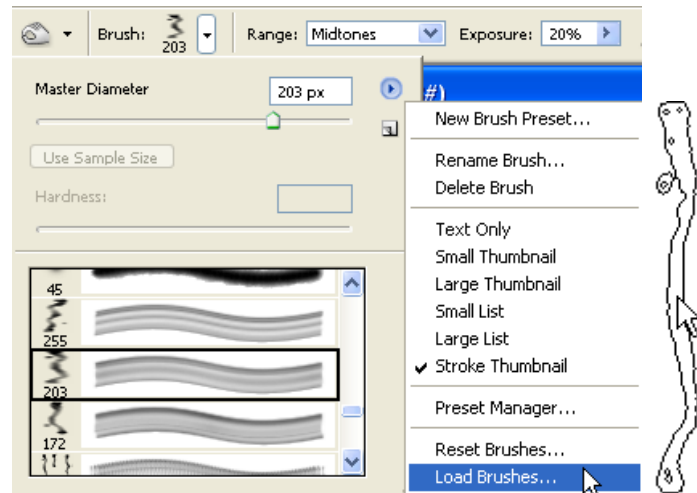 Brush: 203 Range: Midtones Exposure: 20%
Master Diameter 203 px
Use Sample Size
Hardness:
45
255
203
172
#)
New Brush Preset...
Rename Brush...
Delete Brush
Text Only
Small Thumbnail
Large Thumbnail
Small List
Large List
Stroke Thumbnail
Preset Manager...
Reset Brushes...
Load Brushes...